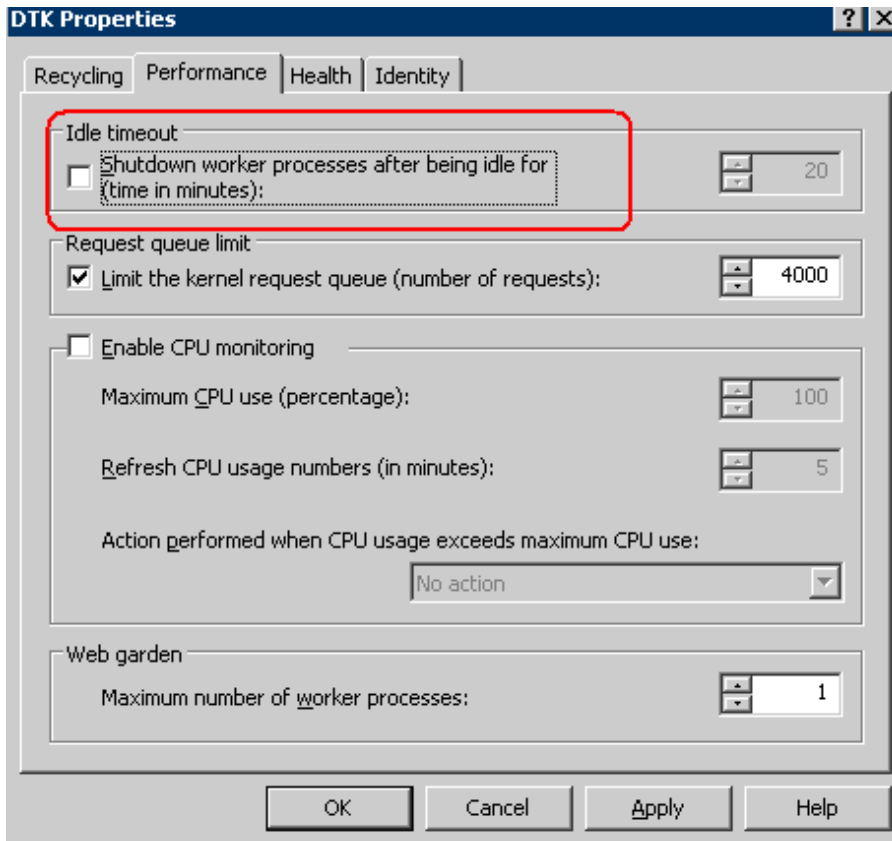 DTK Properties
Recycling Performance Health Identity
Idle timeout
Shutdown worker processes after being idle for
(time in minutes):
20
Request queue limit
Limit the kernel request queue (number of requests):
4000
Enable CPU monitoring
Maximum CPU use (percentage):
100
Refresh CPU usage numbers (in minutes):
5
Action performed when CPU usage exceeds maximum CPU use:
No action
Web garden
Maximum number of worker processes:
1
OK Cancel Apply Help